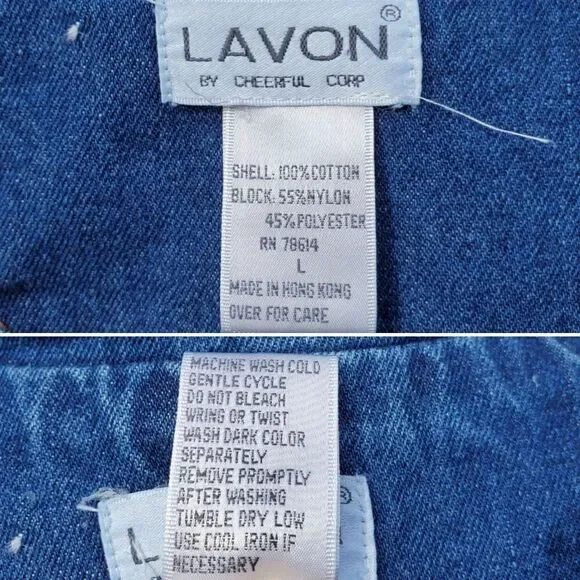 LAVON®
BY CHEERFUL CORP
SHELL: 100% COTTON
BLOCK: 55% NYLON
45% POLYESTER
RN 78614
L
MADE IN HONG KONG
OVER FOR CARE
MACHINE WASH COLD
GENTLE CYCLE
DO NOT BLEACH
WRING OR TWIST
WASH DARK COLOR
SEPARATELY
REMOVE PROMPTLY
AFTER WASHING
TUMBLE DRY LOW
USE COOL IRON IF
NECESSARY
L ®